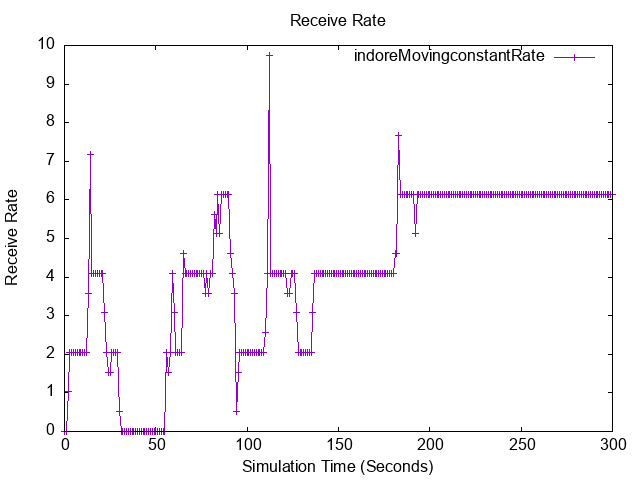 Receive Rate
indoreMovingconstantRate
10
9
8
7
6
5
4
3
2
1
0
Receive Rate
0 50 100 150 200 250 300
Simulation Time (Seconds)